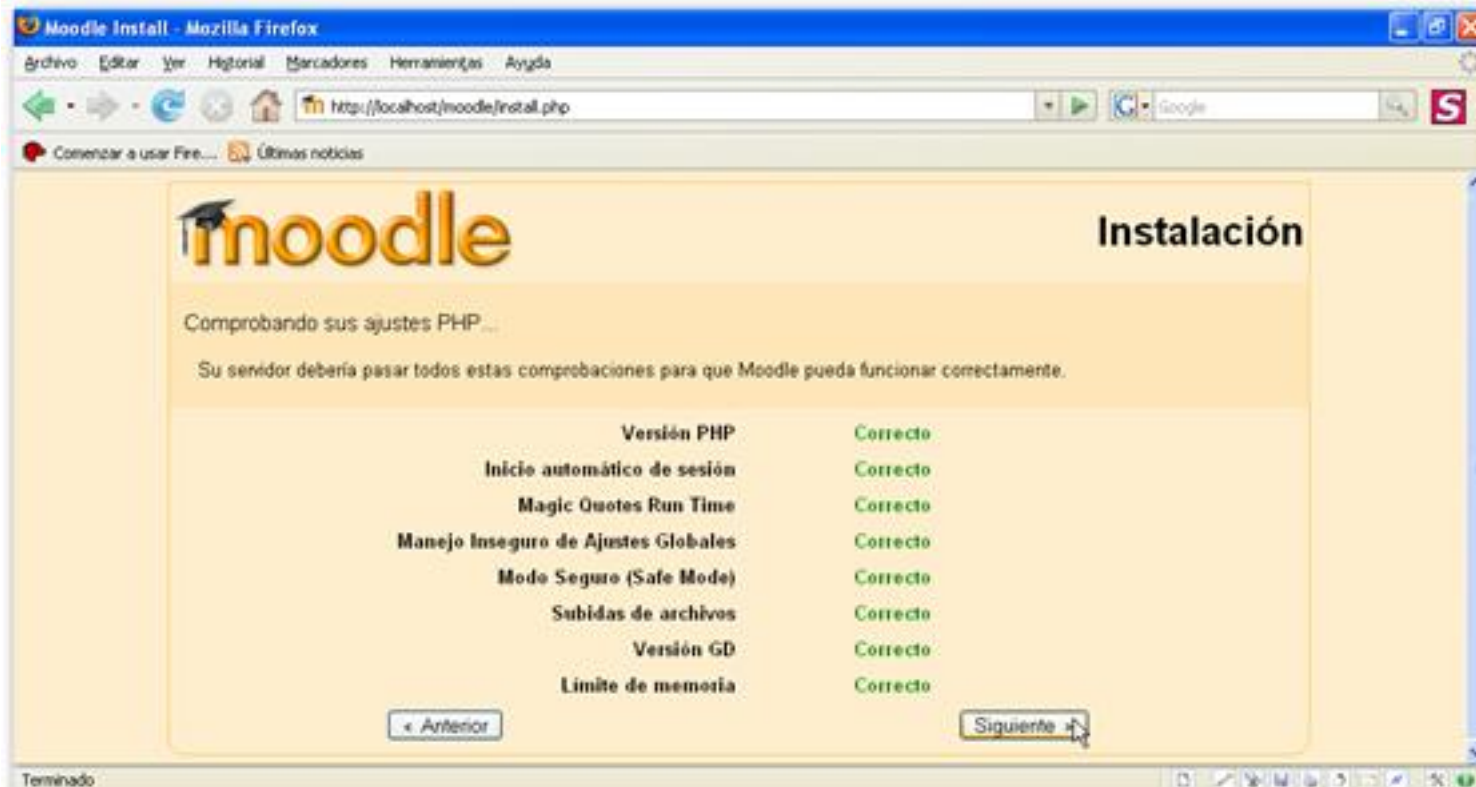 Moodle Install - Mozilla Firefox
Archivo Editar Ver Historial Marcadores Herramientas Ayuda
http://localhost/moodle/install.php
Google
S
Comenzar a usar Fire... Últimas noticias
moodle
Instalación
Comprobando sus ajustes PHP...
Su servidor debería pasar todos estas comprobaciones para que Moodle pueda funcionar correctamente.
Versión PHP Correcto
Inicio automático de sesión Correcto
Magic Quotes Run Time Correcto
Manejo Inseguro de Ajustes Globales Correcto
Modo Seguro (Safe Mode) Correcto
Subidas de archivos Correcto
Versión GD Correcto
Límite de memoria Correcto
« Anterior Siguiente »
Terminado